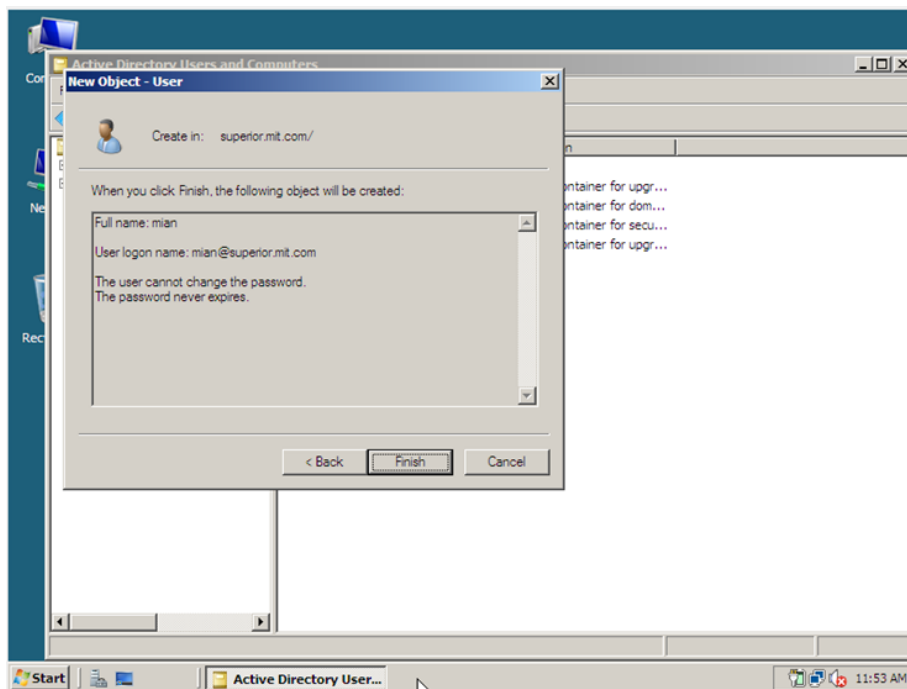 Active Directory Users and Computers
New Object - User
Create in: superior.mit.com/
When you click Finish, the following object will be created:
Full name: mian
User logon name: mian@superior.mit.com
The user cannot change the password.
The password never expires.
< Back
Finish
Cancel
ontainer for upgr...
ontainer for dom...
ontainer for secu...
ontainer for upgr...
Start
Active Directory User...
11:53 AM